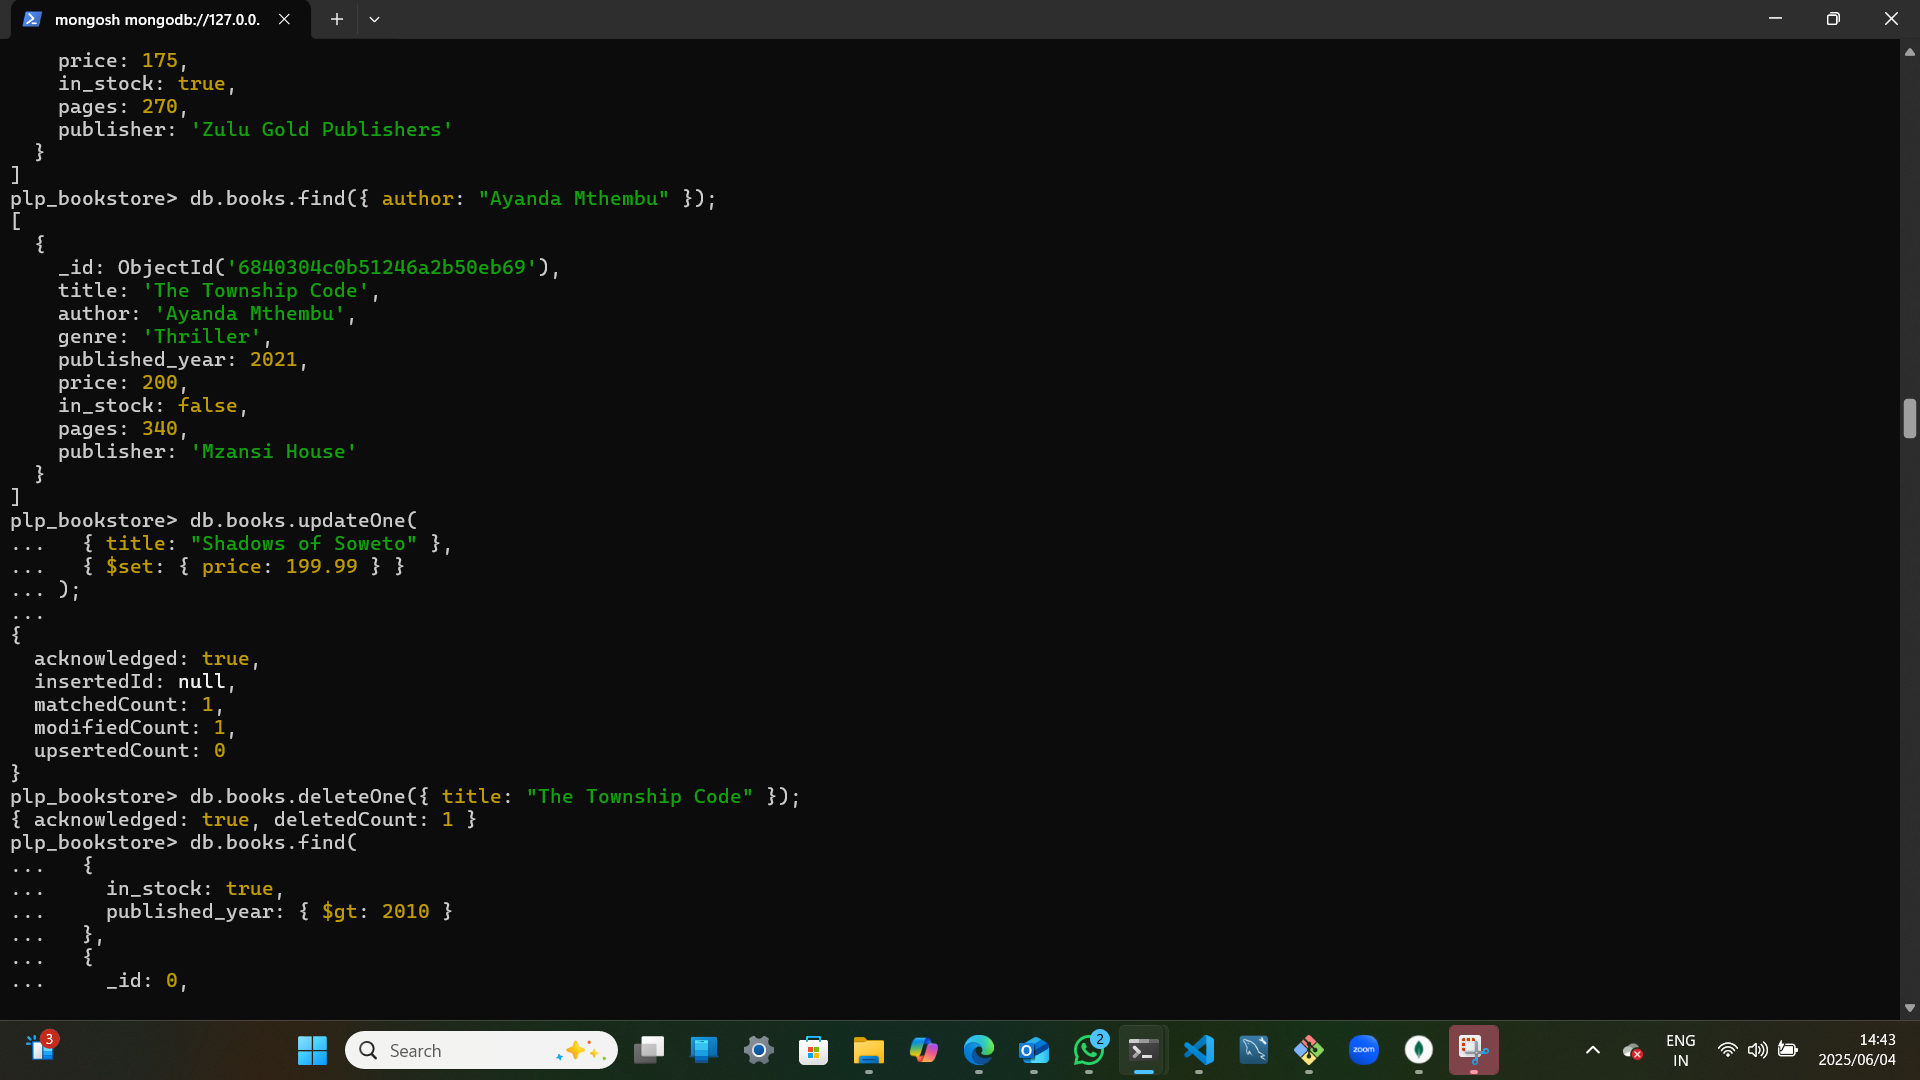 mongosh mongodb://127.0.0.
    price: 175,
    in_stock: true,
    pages: 270,
    publisher: 'Zulu Gold Publishers'
  }
]
plp_bookstore> db.books.find({ author: "Ayanda Mthembu" });
[
  {
    _id: ObjectId('6840304c0b51246a2b50eb69'),
    title: 'The Township Code',
    author: 'Ayanda Mthembu',
    genre: 'Thriller',
    published_year: 2021,
    price: 200,
    in_stock: false,
    pages: 340,
    publisher: 'Mzansi House'
  }
]
plp_bookstore> db.books.updateOne(
...   { title: "Shadows of Soweto" },
...   { $set: { price: 199.99 } }
... );
...
{
  acknowledged: true,
  insertedId: null,
  matchedCount: 1,
  modifiedCount: 1,
  upsertedCount: 0
}
plp_bookstore> db.books.deleteOne({ title: "The Township Code" });
{ acknowledged: true, deletedCount: 1 }
plp_bookstore> db.books.find(
...   {
...     in_stock: true,
...     published_year: { $gt: 2010 }
...   },
...   {
...     _id: 0,
3
Search
zoom
2
ENG
IN
14:43
2025/06/04